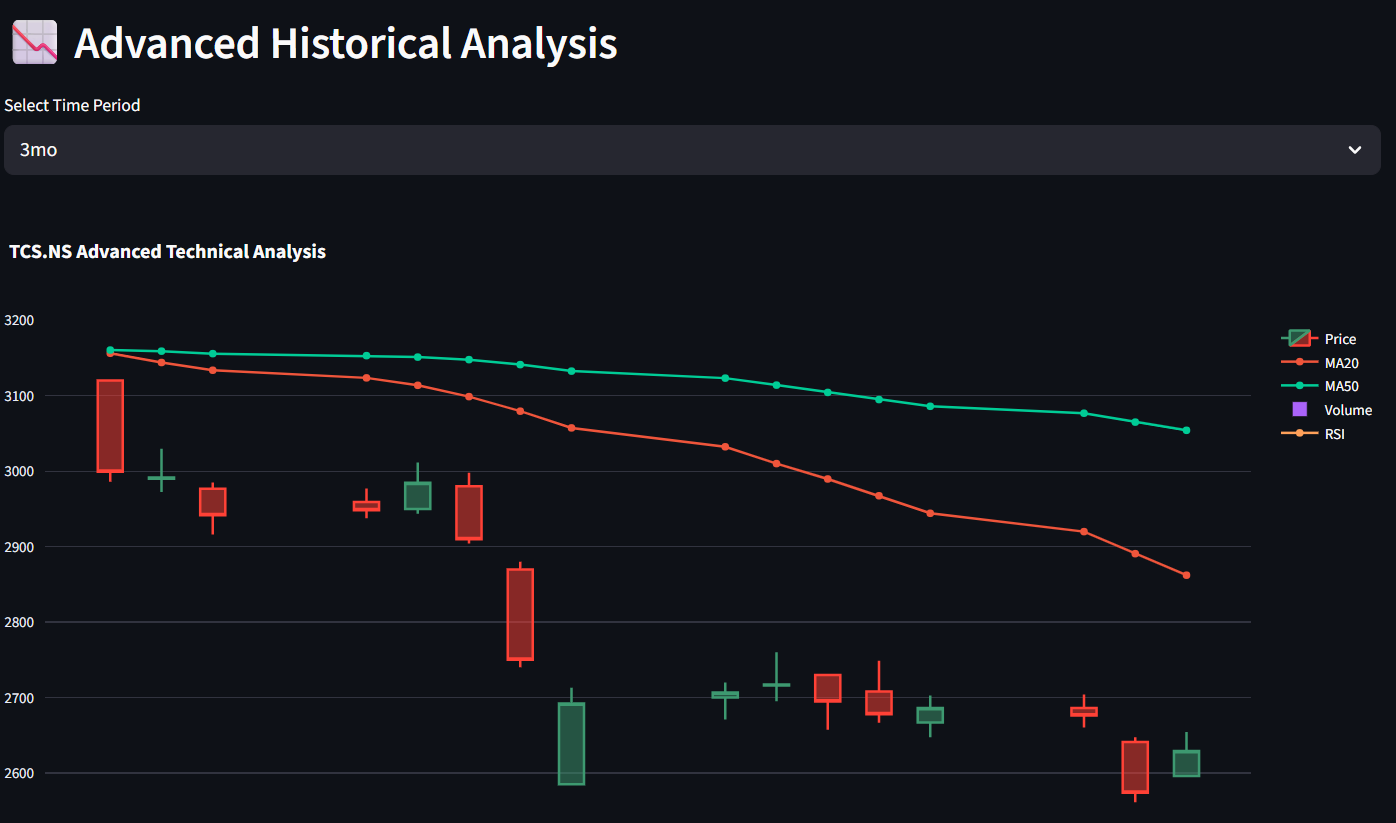 Advanced Historical Analysis
Select Time Period
3mo
TCS.NS Advanced Technical Analysis
3200
3100
3000
2900
2800
2700
2600
Price
MA20
MA50
Volume
RSI